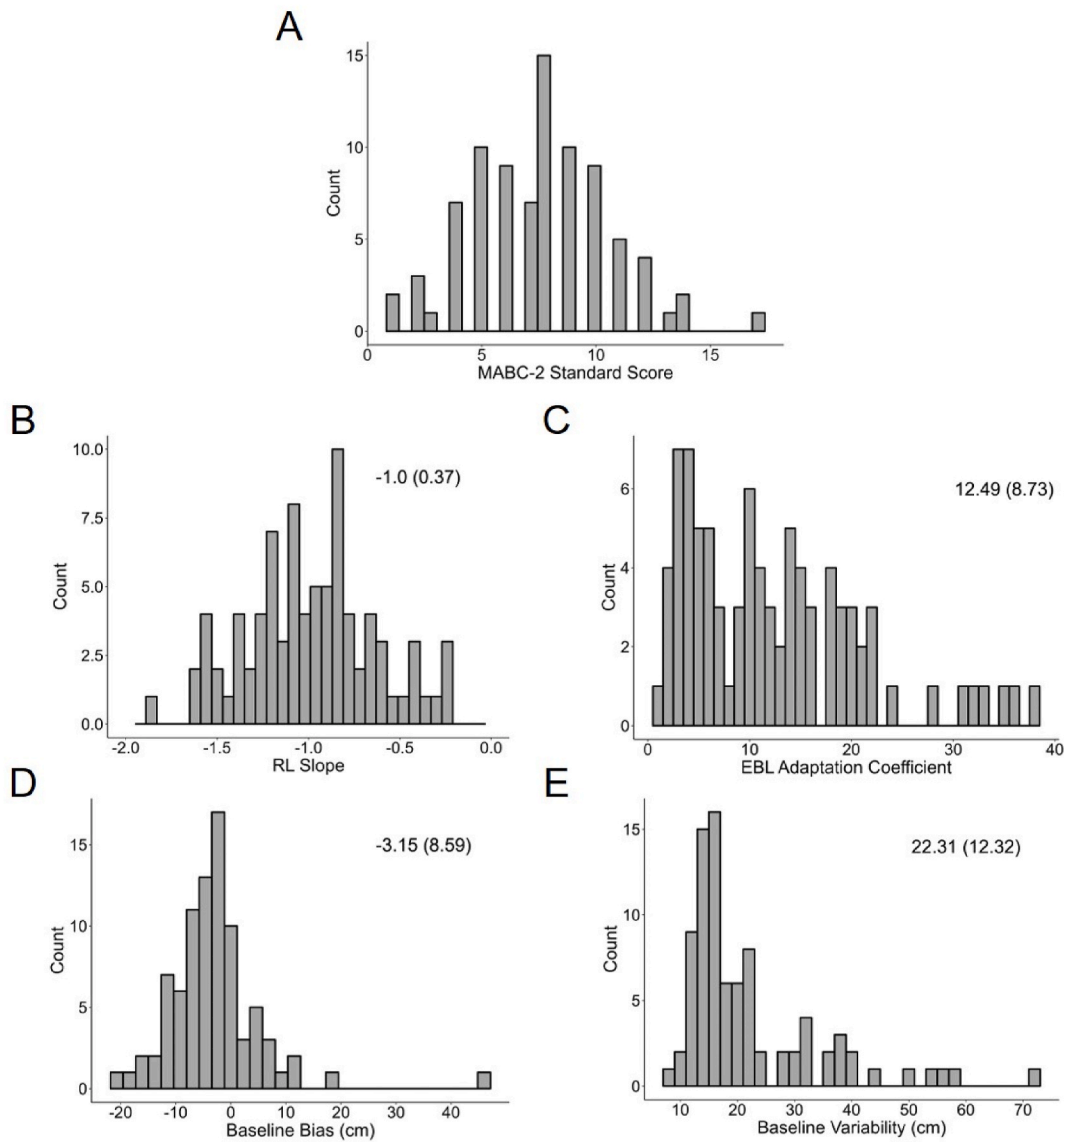 A
15
10
5
0
Count
0 5 10 15
MABC-2 Standard Score
B
10.0
7.5
5.0
2.5
0.0
Count
-1.0 (0.37)
-2.0 -1.5 -1.0 -0.5 0.0
RL Slope
C
6
4
2
0
Count
12.49 (8.73)
0 10 20 30 40
EBL Adaptation Coefficient
D
15
10
5
0
Count
-3.15 (8.59)
-20 -10 0 10 20 30 40
Baseline Bias (cm)
E
15
10
5
0
Count
22.31 (12.32)
10 20 30 40 50 60 70
Baseline Variability (cm)